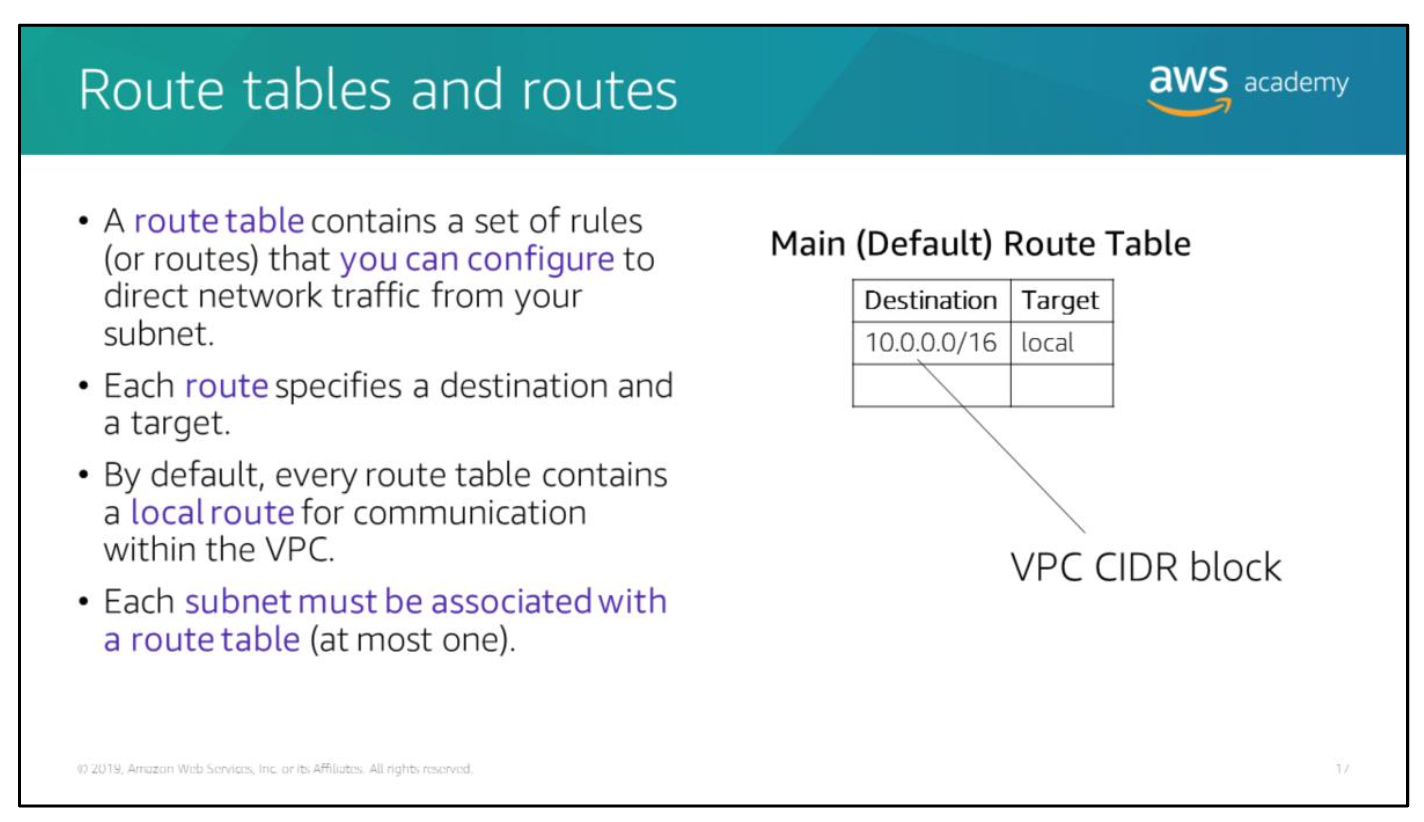 Route tables and routes
aws academy
• A route table contains a set of rules
(or routes) that you can configure to
direct network traffic from your
subnet.
• Each route specifies a destination and
a target.
• By default, every route table contains
a local route for communication
within the VPC.
• Each subnet must be associated with
a route table (at most one).
Main (Default) Route Table
Destination Target
10.0.0.0/16 local
VPC CIDR block
© 2019, Amazon Web Services, Inc. or its Affiliates. All rights reserved.
17